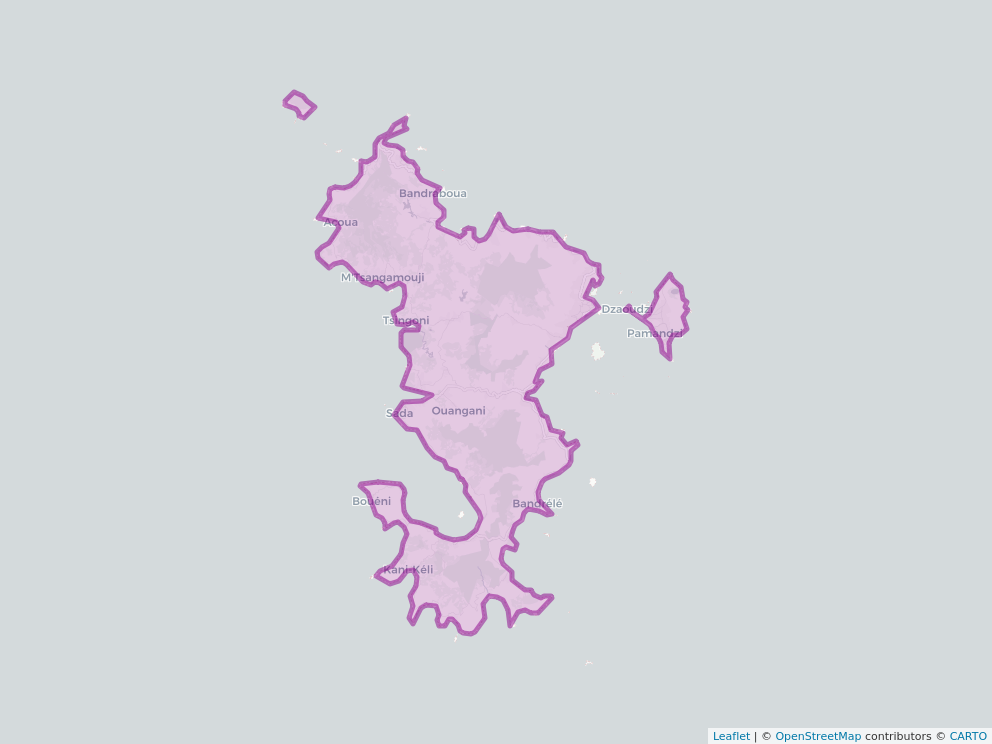 Bandraboua
Acoua
M'Tsangamouji
Tsingoni
Dzaoudzi
Pamandzi
Sada
Ouangani
Bouéni
Bandrélé
Kani-Kéli
Leaflet | © OpenStreetMap contributors © CARTO